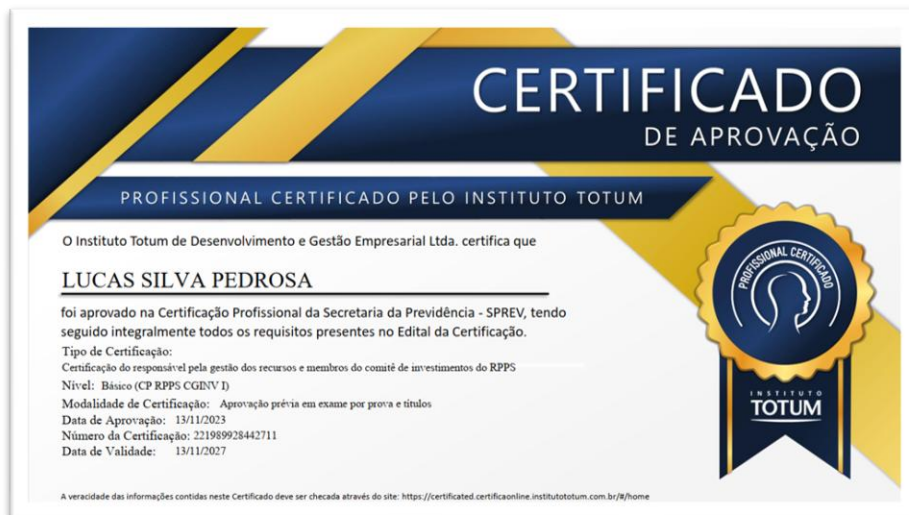 CERTIFICADO
DE APROVAÇÃO
PROFISSIONAL CERTIFICADO PELO INSTITUTO TOTUM
O Instituto Totum de Desenvolvimento e Gestão Empresarial Ltda. certifica que
LUCAS SILVA PEDROSA
foi aprovado na Certificação Profissional da Secretaria da Previdência - SPREV, tendo
seguido integralmente todos os requisitos presentes no Edital da Certificação.
Tipo de Certificação:
Certificação do responsável pela gestão dos recursos e membros do comitê de investimentos do RPPS
Nível: Básico (CP RPPS CGINV I)
Modalidade de Certificação: Aprovação prévia em exame por prova e títulos
Data de Aprovação: 13/11/2023
Número da Certificação: 221989928442711
Data de Validade: 13/11/2027
PROFISSIONAL CERTIFICADO
INSTITUTO
TOTUM
A veracidade das informações contidas neste Certificado deve ser checada através do site: https://certificated.certificaonline.institutototum.com.br/#/home